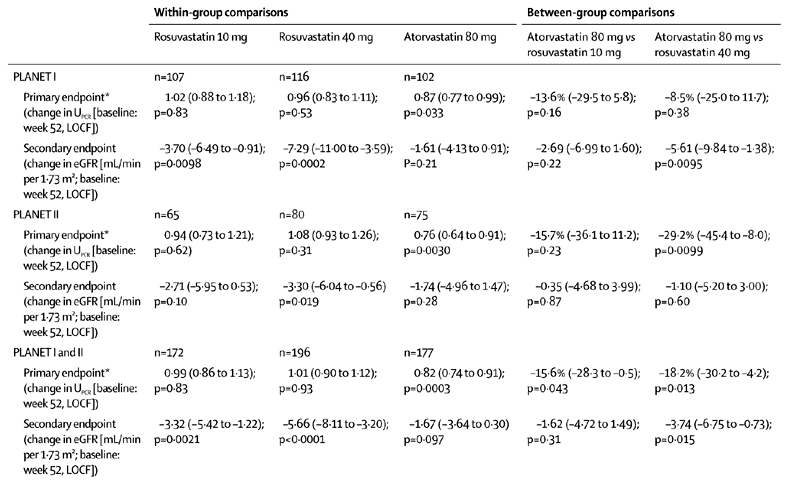 Within-group comparisons Between-group comparisons
Rosuvastatin 10 mg Rosuvastatin 40 mg Atorvastatin 80 mg Atorvastatin 80 mg vs rosuvastatin 10 mg Atorvastatin 80 mg vs rosuvastatin 40 mg
PLANET I n=107 n=116 n=102
Primary endpoint* 1·02 (0·88 to 1·18); 0·96 (0·83 to 1·11); 0·87 (0·77 to 0·99); –13·6% (–29·5 to 5·8); –8·5% (–25·0 to 11·7);
(change in UPCR [baseline: p=0·83 p=0·53 p=0·033 p=0·16 p=0·38
week 52, LOCF])
Secondary endpoint –3·70 (–6·49 to –0·91); –7·29 (–11·00 to –3·59); –1·61 (–4·13 to 0·91); –2·69 (–6·99 to 1·60); –5·61 (–9·84 to –1·38);
(change in eGFR [mL/min p=0·0098 p=0·0002 P=0·21 p=0·22 p=0·0095
per 1·73 m²; baseline:
week 52, LOCF])
PLANET II n=65 n=80 n=75
Primary endpoint* 0·94 (0·73 to 1·21); 1·08 (0·93 to 1·26); 0·76 (0·64 to 0·91); –15·7% (–36·1 to 11·2); –29·2% (–45·4 to –8·0);
(change in UPCR [baseline: p=0·62) p=0·31 p=0·0030 p=0·23 p=0·0099
week 52, LOCF])
Secondary endpoint –2·71 (–5·95 to 0·53); –3·30 (–6·04 to –0·56) –1·74 (–4·96 to 1·47); –0·35 (–4·68 to 3·99); –1·10 (–5·20 to 3·00);
(change in eGFR [mL/min p=0·10 p=0·019 p=0·28 p=0·87 p=0·60
per 1·73 m²; baseline:
week 52, LOCF])
PLANET I and II n=172 n=196 n=177
Primary endpoint* 0·99 (0·86 to 1·13); 1·01 (0·90 to 1·12); 0·82 (0·74 to 0·91); –15·6% (–28·3 to –0·5); –18·2% (–30·2 to –4·2);
(change in UPCR [baseline: p=0·83 p=0·93 p=0·0003 p=0·043 p=0·013
week 52, LOCF])
Secondary endpoint –3·32 (–5·42 to –1·22); –5·66 (–8·11 to –3·20); –1·67 (–3·64 to 0·30) –1·62 (–4·72 to 1·49); –3·74 (–6·75 to –0·73);
(change in eGFR [mL/min p=0·0021 p<0·0001 p=0·097 p=0·31 p=0·015
per 1·73 m²; baseline:
week 52, LOCF])